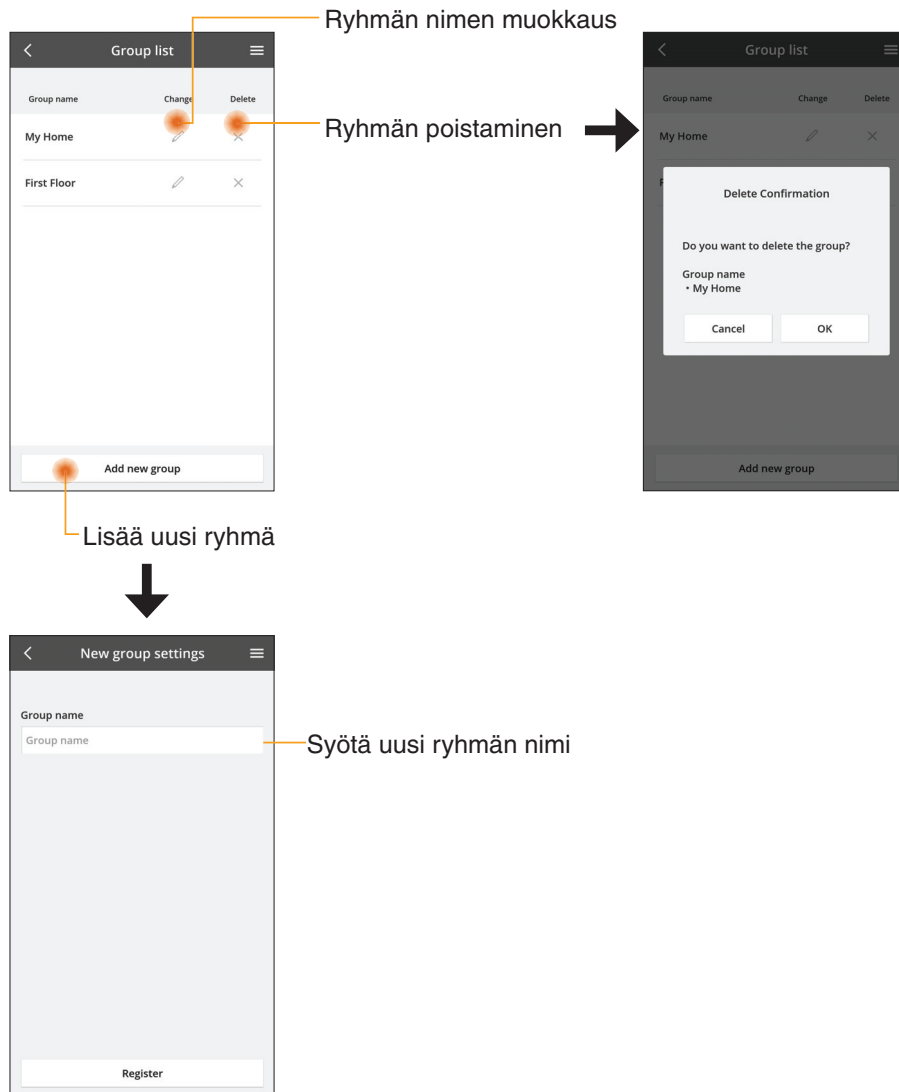 Ryhmän nimen muokkaus
Group list
Group name Change Delete
My Home
First Floor
Add new group
Ryhmän poistaminen
Group list
Group name Change Delete
My Home
F
Delete Confirmation
Do you want to delete the group?
Group name
• My Home
Cancel OK
Add new group
Lisää uusi ryhmä
New group settings
Group name
Group name
Syötä uusi ryhmän nimi
Register